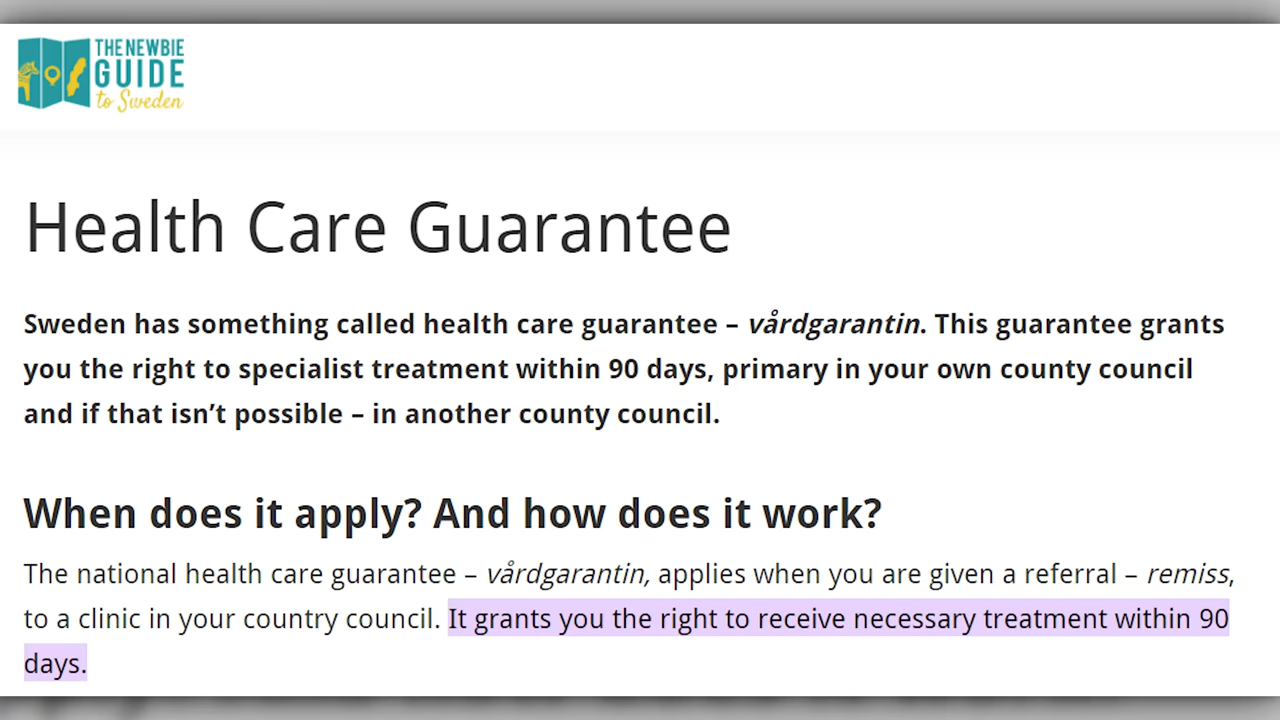 THE NEWBIE
GUIDE
to Sweden
Health Care Guarantee
Sweden has something called health care guarantee – vårdgarantin. This guarantee grants
you the right to specialist treatment within 90 days, primary in your own county council
and if that isn’t possible – in another county council.
When does it apply? And how does it work?
The national health care guarantee – vårdgarantin, applies when you are given a referral – remiss,
to a clinic in your country council. It grants you the right to receive necessary treatment within 90
days.